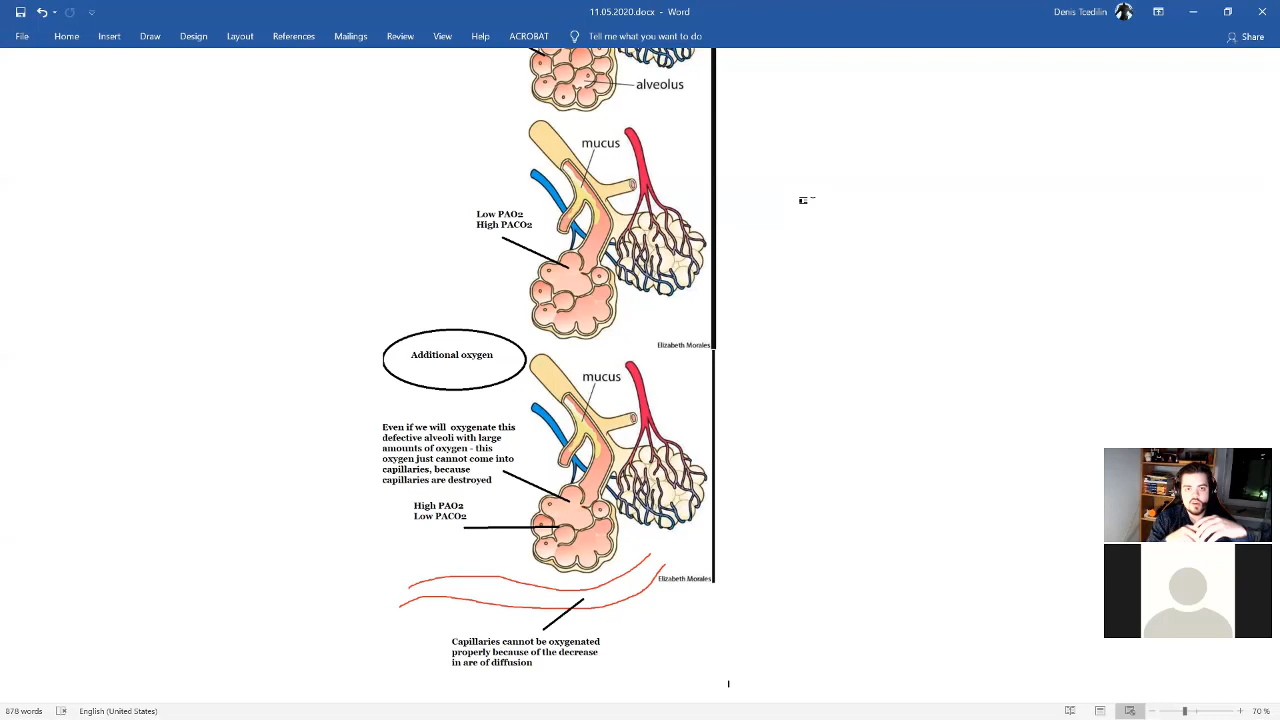 11.05.2020.docx - Word
Denis Tcedilin
File Home Insert Draw Design Layout References Mailings Review View Help ACROBAT Tell me what you want to do
Share
alveolus
mucus
Low PAO2
High PACO2
Elizabeth Morales
Additional oxygen
mucus
Even if we will oxygenate this
defective alveoli with large
amounts of oxygen - this
oxygen just cannot come into
capillaries, because
capillaries are destroyed
High PAO2
Low PACO2
Elizabeth Morales
Capillaries cannot be oxygenated
properly because of the decrease
in are of diffusion
878 words English (United States) 70 %